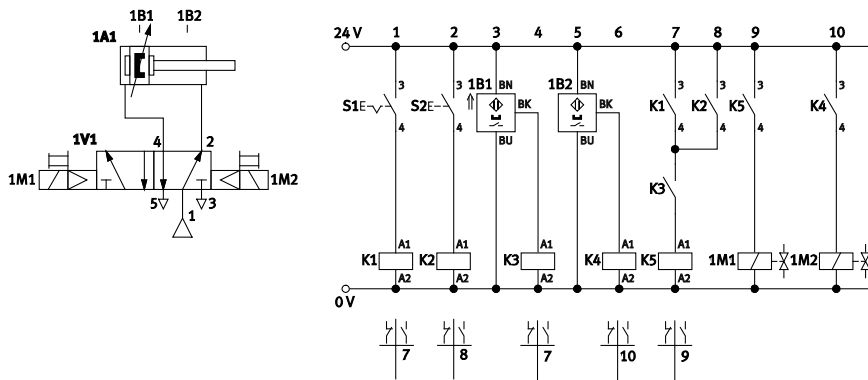 1B1 1B2
1A1
1V1 4 2
1M1 1M2
5 3
1
24 V 1 2 3 4 5 6 7 8 9 10
3 3 BN BN 3 3 3 3
1B1 1B2
S1 S2 BK BK K1 K2 K5 K4
4 4 BU BU 4 4 4 4
3
K3
4
A1 A1 A1 A1 A1
K1 K2 K3 K4 K5 1M1 1M2
A2 A2 A2 A2 A2
0 V
7 8 7 10 9